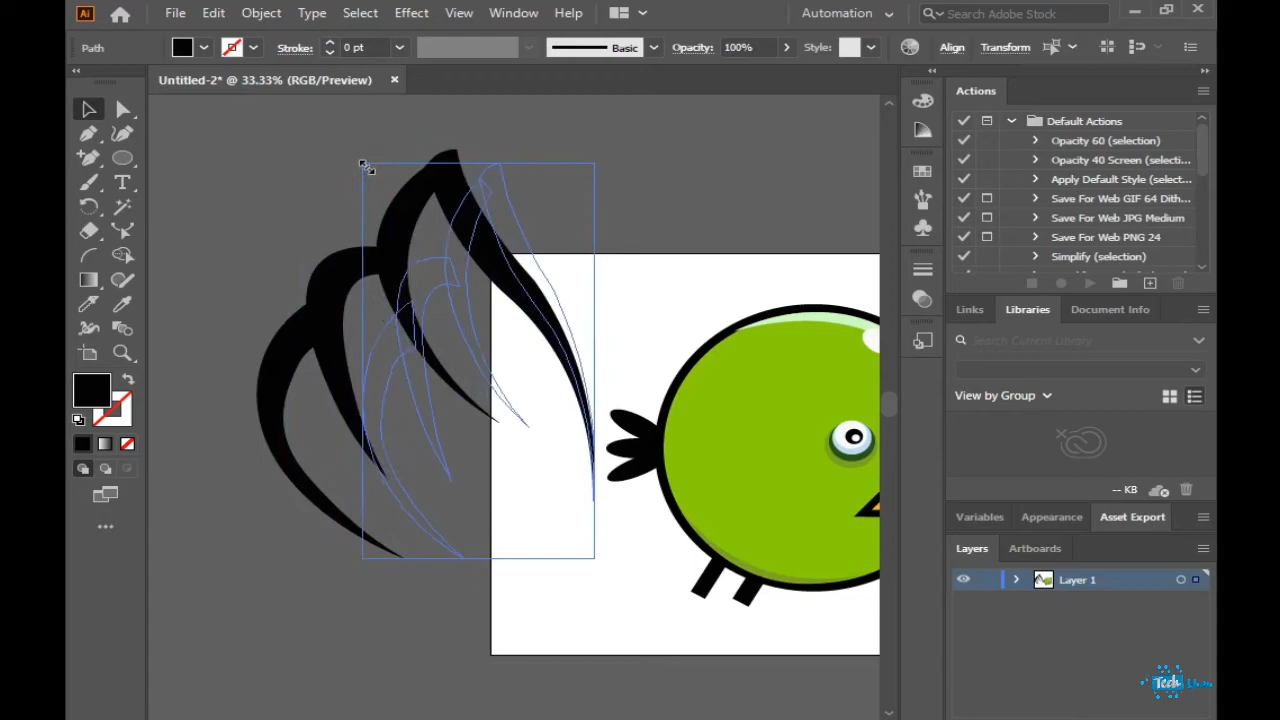 Ai File Edit Object Type Select Effect View Window Help Automation Search Adobe Stock
Path Stroke: 0 pt Basic Opacity: 100% Style: Align Transform
Untitled-2* @ 33.33% (RGB/Preview)
Actions
Default Actions
Opacity 60 (selection)
Opacity 40 Screen (selecti...
Apply Default Style (select...
Save For Web GIF 64 Dith...
Save For Web JPG Medium
Save For Web PNG 24
Simplify (selection)
Links Libraries Document Info
Search Current Library
View by Group
-- KB
Variables Appearance Asset Export
Layers Artboards
Layer 1
Tech